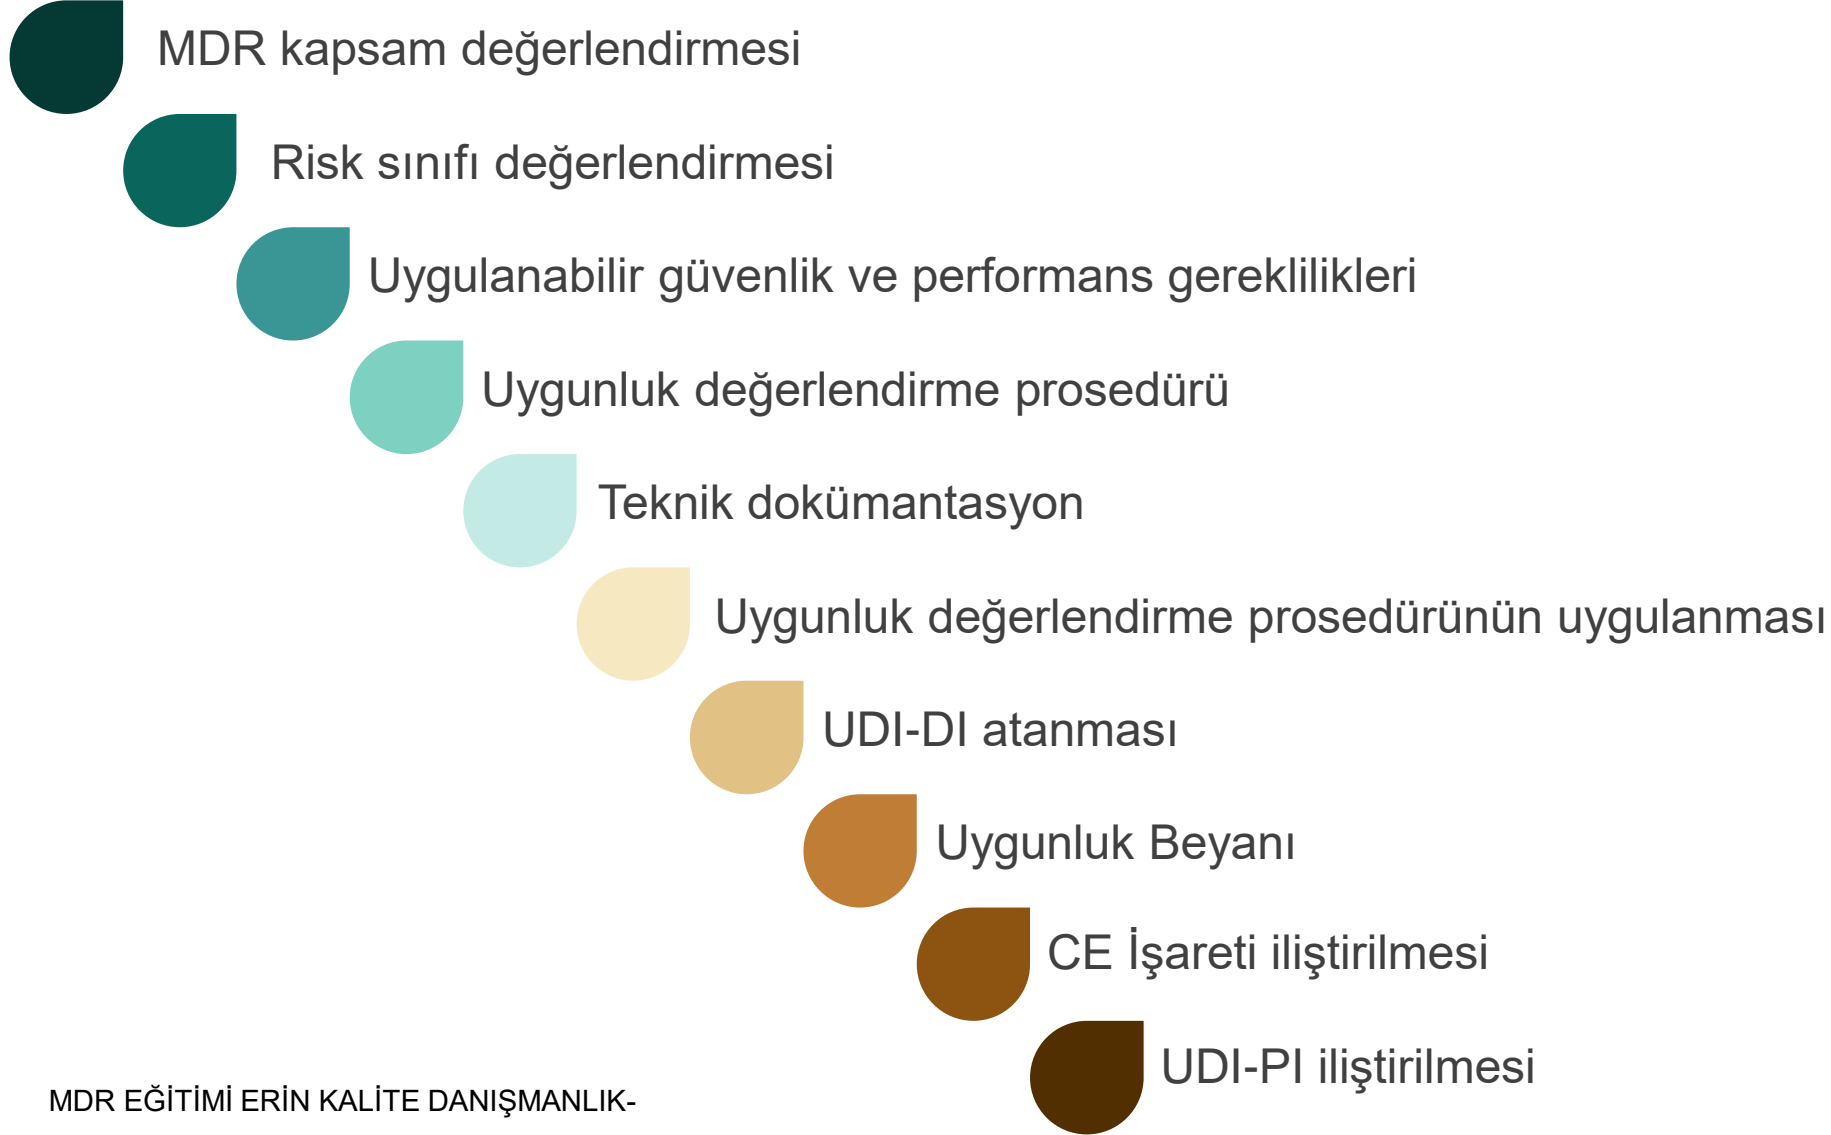 MDR kapsam değerlendirmesi
Risk sınıfı değerlendirmesi
Uygulanabilir güvenlik ve performans gereklilikleri
Uygunluk değerlendirme prosedürü
Teknik dokümantasyon
Uygunluk değerlendirme prosedürünün uygulanması
UDI-DI atanması
Uygunluk Beyanı
CE İşareti iliştirilmesi
UDI-PI iliştirilmesi
MDR EĞİTİMİ ERİN KALİTE DANIŞMANLIK-